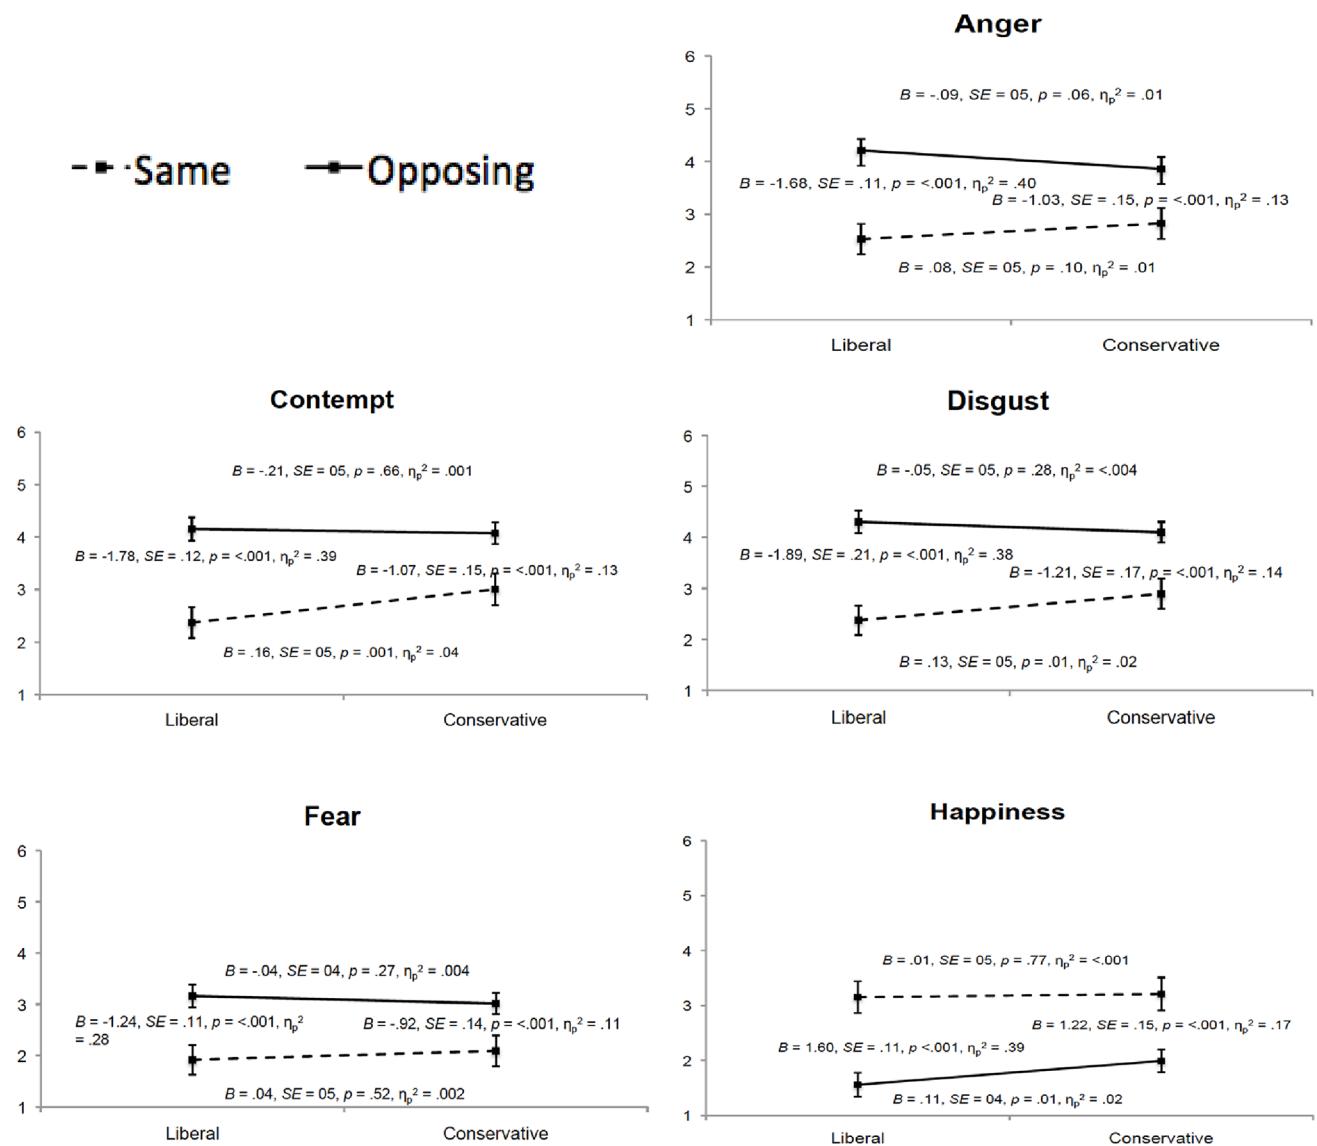 Same
Opposing
Anger
6
B = -.09, SE = 05, p = .06, ηp² = .01
5
4
B = -1.68, SE = .11, p = <.001, ηp² = .40
B = -1.03, SE = .15, p = <.001, ηp² = .13
3
B = .08, SE = 05, p = .10, ηp² = .01
2
1
Liberal
Conservative
Contempt
6
B = -.21, SE = 05, p = .66, ηp² = .001
5
4
B = -1.78, SE = .12, p = <.001, ηp² = .39
B = -1.07, SE = .15, p = <.001, ηp² = .13
3
B = .16, SE = 05, p = .001, ηp² = .04
2
1
Liberal
Conservative
Disgust
6
B = -.05, SE = 05, p = .28, ηp² = <.004
5
4
B = -1.89, SE = .21, p = <.001, ηp² = .38
B = -1.21, SE = .17, p = <.001, ηp² = .14
3
2
B = .13, SE = 05, p = .01, ηp² = .02
1
Liberal
Conservative
Fear
6
5
4
B = -.04, SE = 04, p = .27, ηp² = .004
3
B = -1.24, SE = .11, p = <.001, ηp²
= .28
B = -.92, SE = .14, p = <.001, ηp² = .11
2
B = .04, SE = 05, p = .52, ηp² = .002
1
Liberal
Conservative
Happiness
6
5
4
B = .01, SE = 05, p = .77, ηp² = <.001
3
B = 1.22, SE = .15, p = <.001, ηp² = .17
B = 1.60, SE = .11, p <.001, ηp² = .39
2
B = .11, SE = 04, p = .01, ηp² = .02
1
Liberal
Conservative